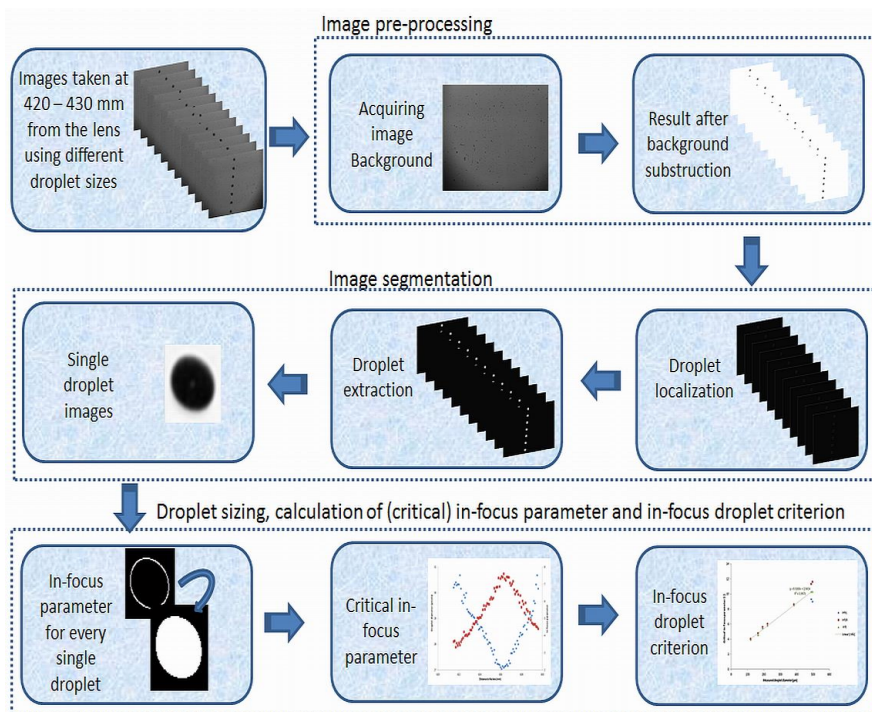 Image pre-processing
Images taken at
420 – 430 mm
from the lens
using different
droplet sizes
Acquiring
image
Background
Result after
background
substruction
Image segmentation
Single
droplet
images
Droplet
extraction
Droplet
localization
Droplet sizing, calculation of (critical) in-focus parameter and in-focus droplet criterion
In-focus
parameter
for every
single
droplet
Critical in-
focus
parameter
In-focus
droplet
criterion